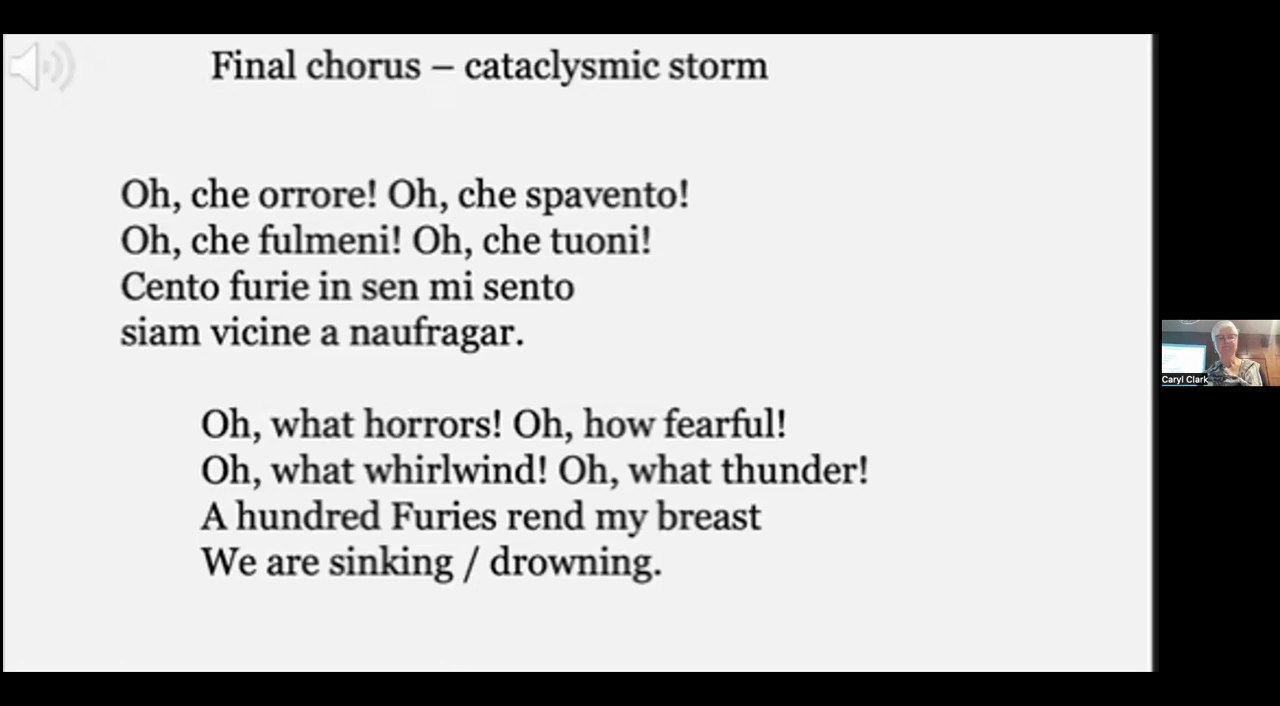 Final chorus – cataclysmic storm
Oh, che orrore! Oh, che spavento!
Oh, che fulmeni! Oh, che tuoni!
Cento furie in sen mi sento
siam vicine a naufragar.
Oh, what horrors! Oh, how fearful!
Oh, what whirlwind! Oh, what thunder!
A hundred Furies rend my breast
We are sinking / drowning.
Caryl Clark